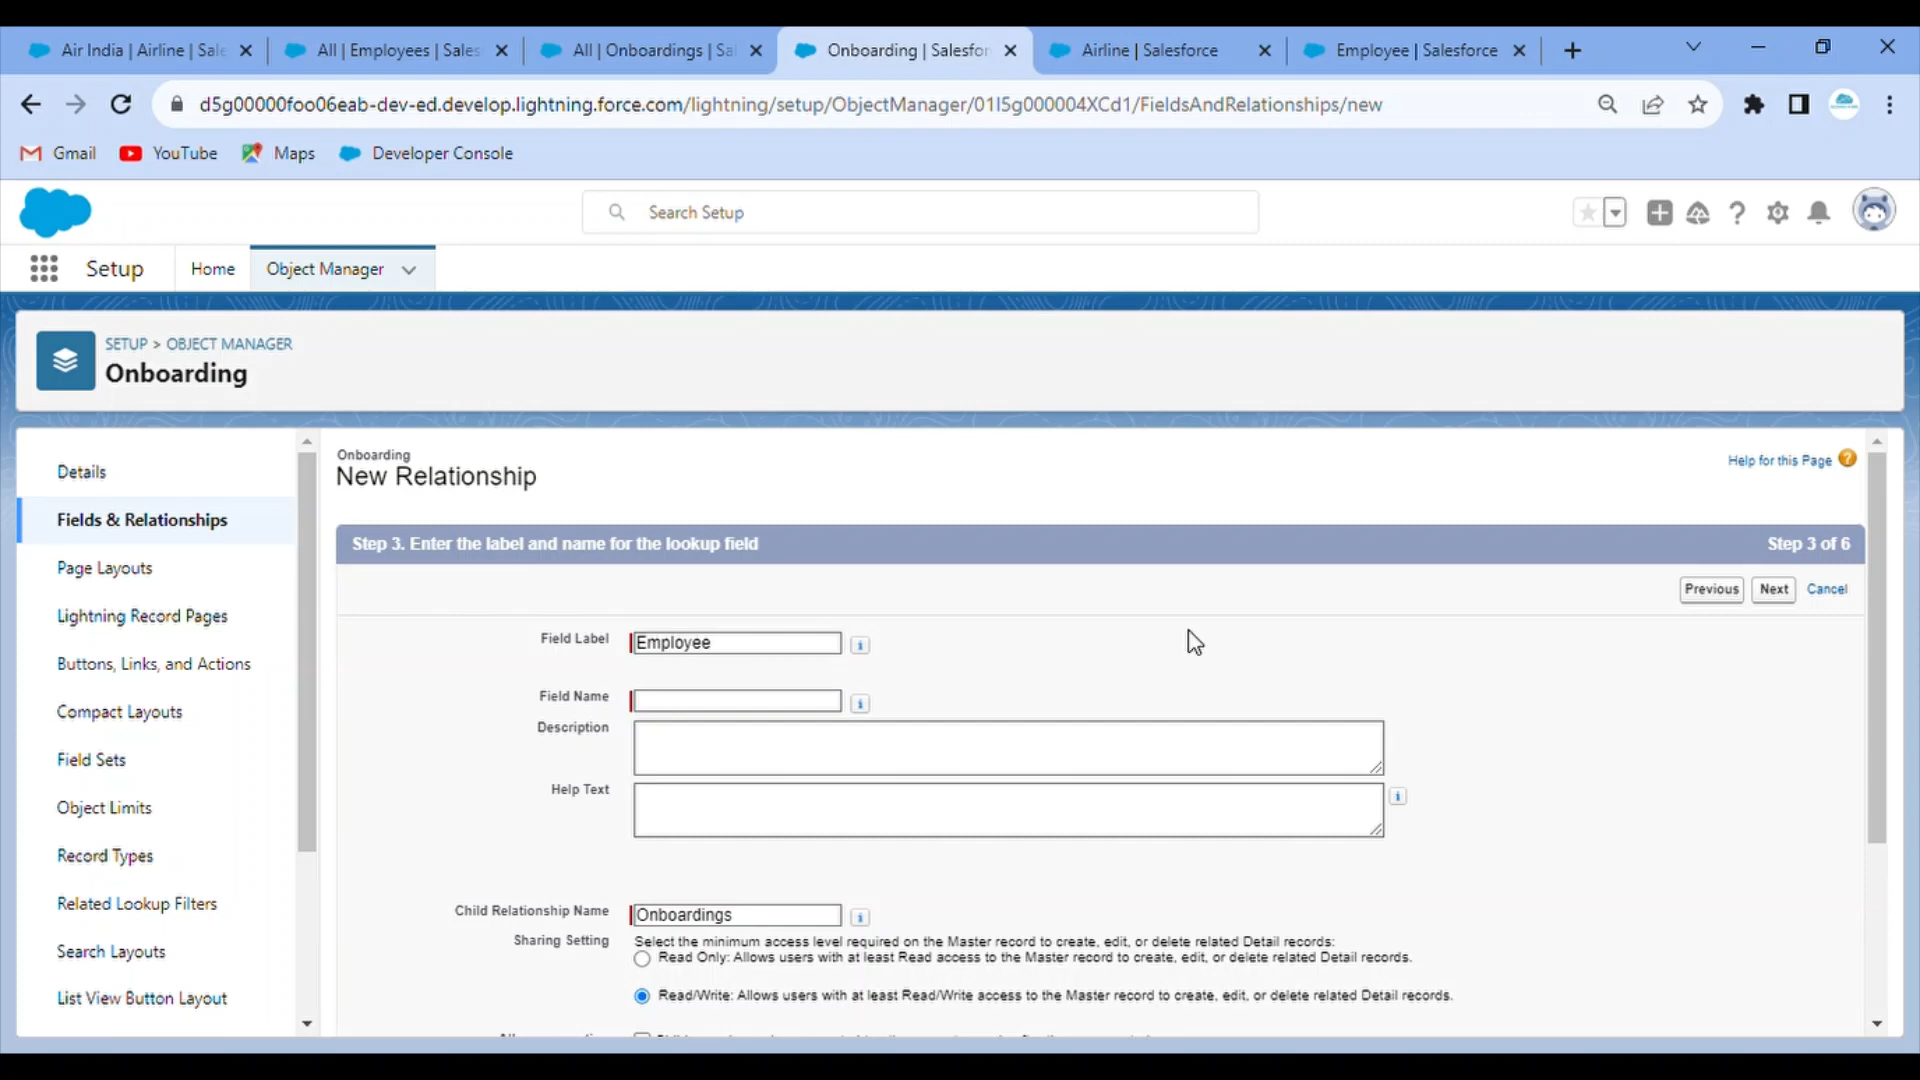 Air India | Airline | Sale
All | Employees | Sales
All | Onboardings | Sal
Onboarding | Salesfor
Airline | Salesforce
Employee | Salesforce
d5g00000foo06eab-dev-ed.develop.lightning.force.com/lightning/setup/ObjectManager/01I5g000004XCd1/FieldsAndRelationships/new
Gmail
YouTube
Maps
Developer Console
Search Setup
Setup
Home
Object Manager
SETUP > OBJECT MANAGER
Onboarding
Details
Fields & Relationships
Page Layouts
Lightning Record Pages
Buttons, Links, and Actions
Compact Layouts
Field Sets
Object Limits
Record Types
Related Lookup Filters
Search Layouts
List View Button Layout
Onboarding
New Relationship
Help for this Page
Step 3. Enter the label and name for the lookup field
Step 3 of 6
Previous
Next
Cancel
Field Label
Employee
Field Name
Description
Help Text
Child Relationship Name
Onboardings
Sharing Setting
Select the minimum access level required on the Master record to create, edit, or delete related Detail records:
Read Only: Allows users with at least Read access to the Master record to create, edit, or delete related Detail records.
Read/Write: Allows users with at least Read/Write access to the Master record to create, edit, or delete related Detail records.